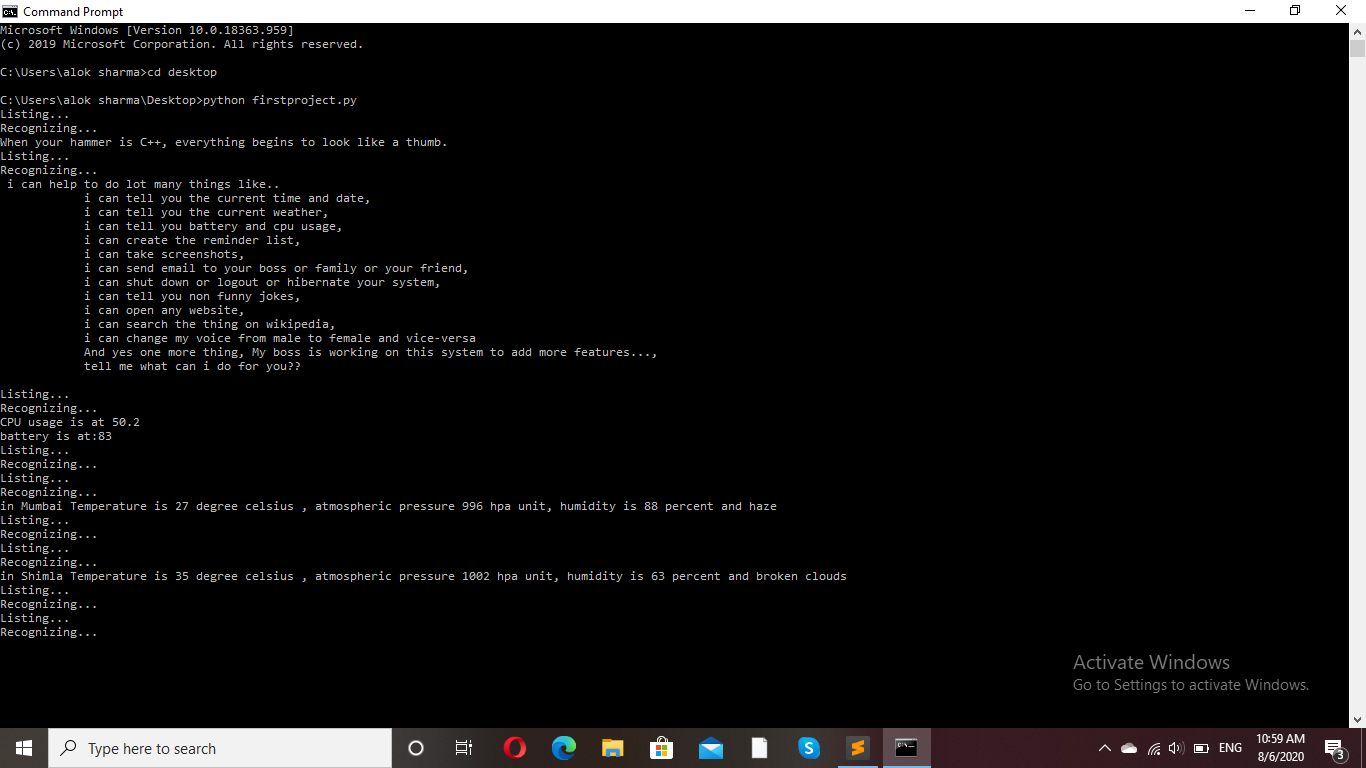 Command Prompt
Microsoft Windows [Version 10.0.18363.959]
(c) 2019 Microsoft Corporation. All rights reserved.
C:\Users\alok sharma>cd desktop
C:\Users\alok sharma\Desktop>python firstproject.py
Listing...
Recognizing...
When your hammer is C++, everything begins to look like a thumb.
Listing...
Recognizing...
i can help to do lot many things like..
i can tell you the current time and date,
i can tell you the current weather,
i can tell you battery and cpu usage,
i can create the reminder list,
i can take screenshots,
i can send email to your boss or family or your friend,
i can shut down or logout or hibernate your system,
i can tell you non funny jokes,
i can open any website,
i can search the thing on wikipedia,
i can change my voice from male to female and vice-versa
And yes one more thing, My boss is working on this system to add more features...,
tell me what can i do for you??
Listing...
Recognizing...
CPU usage is at 50.2
battery is at:83
Listing...
Recognizing...
Listing...
Recognizing...
in Mumbai Temperature is 27 degree celsius , atmospheric pressure 996 hpa unit, humidity is 88 percent and haze
Listing...
Recognizing...
Listing...
Recognizing...
in Shimla Temperature is 35 degree celsius , atmospheric pressure 1002 hpa unit, humidity is 63 percent and broken clouds
Listing...
Recognizing...
Listing...
Recognizing...
Activate Windows
Go to Settings to activate Windows.
Type here to search
ENG
10:59 AM
8/6/2020
3